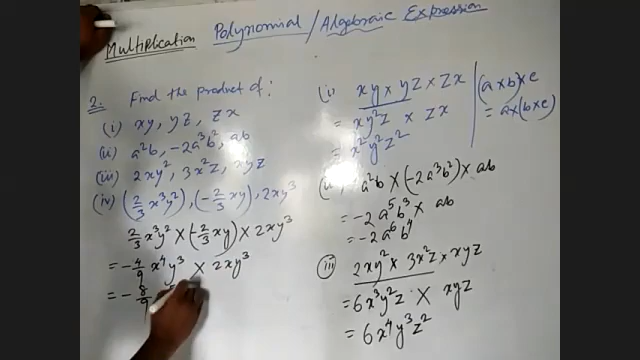 Multiplication Polynominal / Algebraic Expression
2. Find the product of:
(i) xy, yz, zx
(ii) a²b, -2a³b², ab
(iii) 2xy², 3x²z, xyz
(iv) (2/3 x³y²), (-2/3 xy), 2xy³
2/3 x³y² × (-2/3 xy) × 2xy³
= -4/9 x⁴y³ × 2xy³
= -8/9
(i) xy × yz × zx
= xy²z × zx
= x²y²z²
(a×b)×c
= a×(b×c)
a²b × (-2a³b²) × ab
= -2a⁵b³ × ab
= -2a⁶b⁴
(iii) 2xy² × 3x²z × xyz
= 6x³y²z × xyz
= 6x⁴y³z²